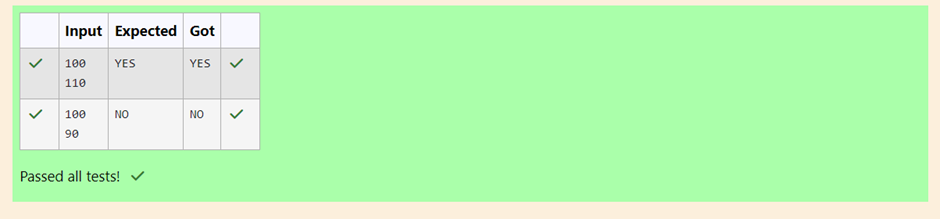 Input Expected Got
100 YES YES
110
100 NO NO
90
Passed all tests!